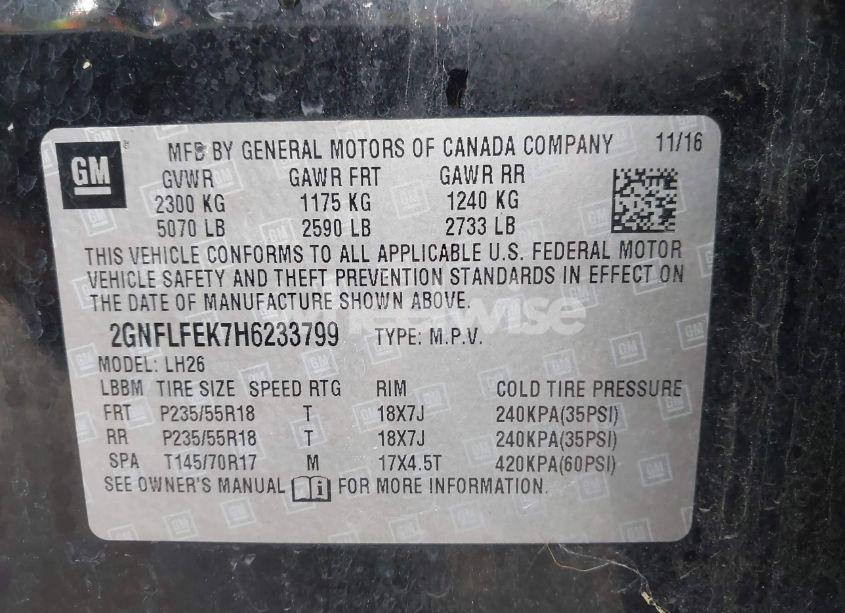 GM
MFD BY GENERAL MOTORS OF CANADA COMPANY 11/16
GVWR GAWR FRT GAWR RR
2300 KG 1175 KG 1240 KG
5070 LB 2590 LB 2733 LB
THIS VEHICLE CONFORMS TO ALL APPLICABLE U.S. FEDERAL MOTOR
VEHICLE SAFETY AND THEFT PREVENTION STANDARDS IN EFFECT ON
THE DATE OF MANUFACTURE SHOWN ABOVE.
2GNFLFEK7H6233799 TYPE: M.P.V.
MODEL: LH26
LBBM TIRE SIZE SPEED RTG RIM COLD TIRE PRESSURE
FRT P235/55R18 T 18X7J 240KPA(35PSI)
RR P235/55R18 T 18X7J 240KPA(35PSI)
SPA T145/70R17 M 17X4.5T 420KPA(60PSI)
SEE OWNER'S MANUAL FOR MORE INFORMATION.